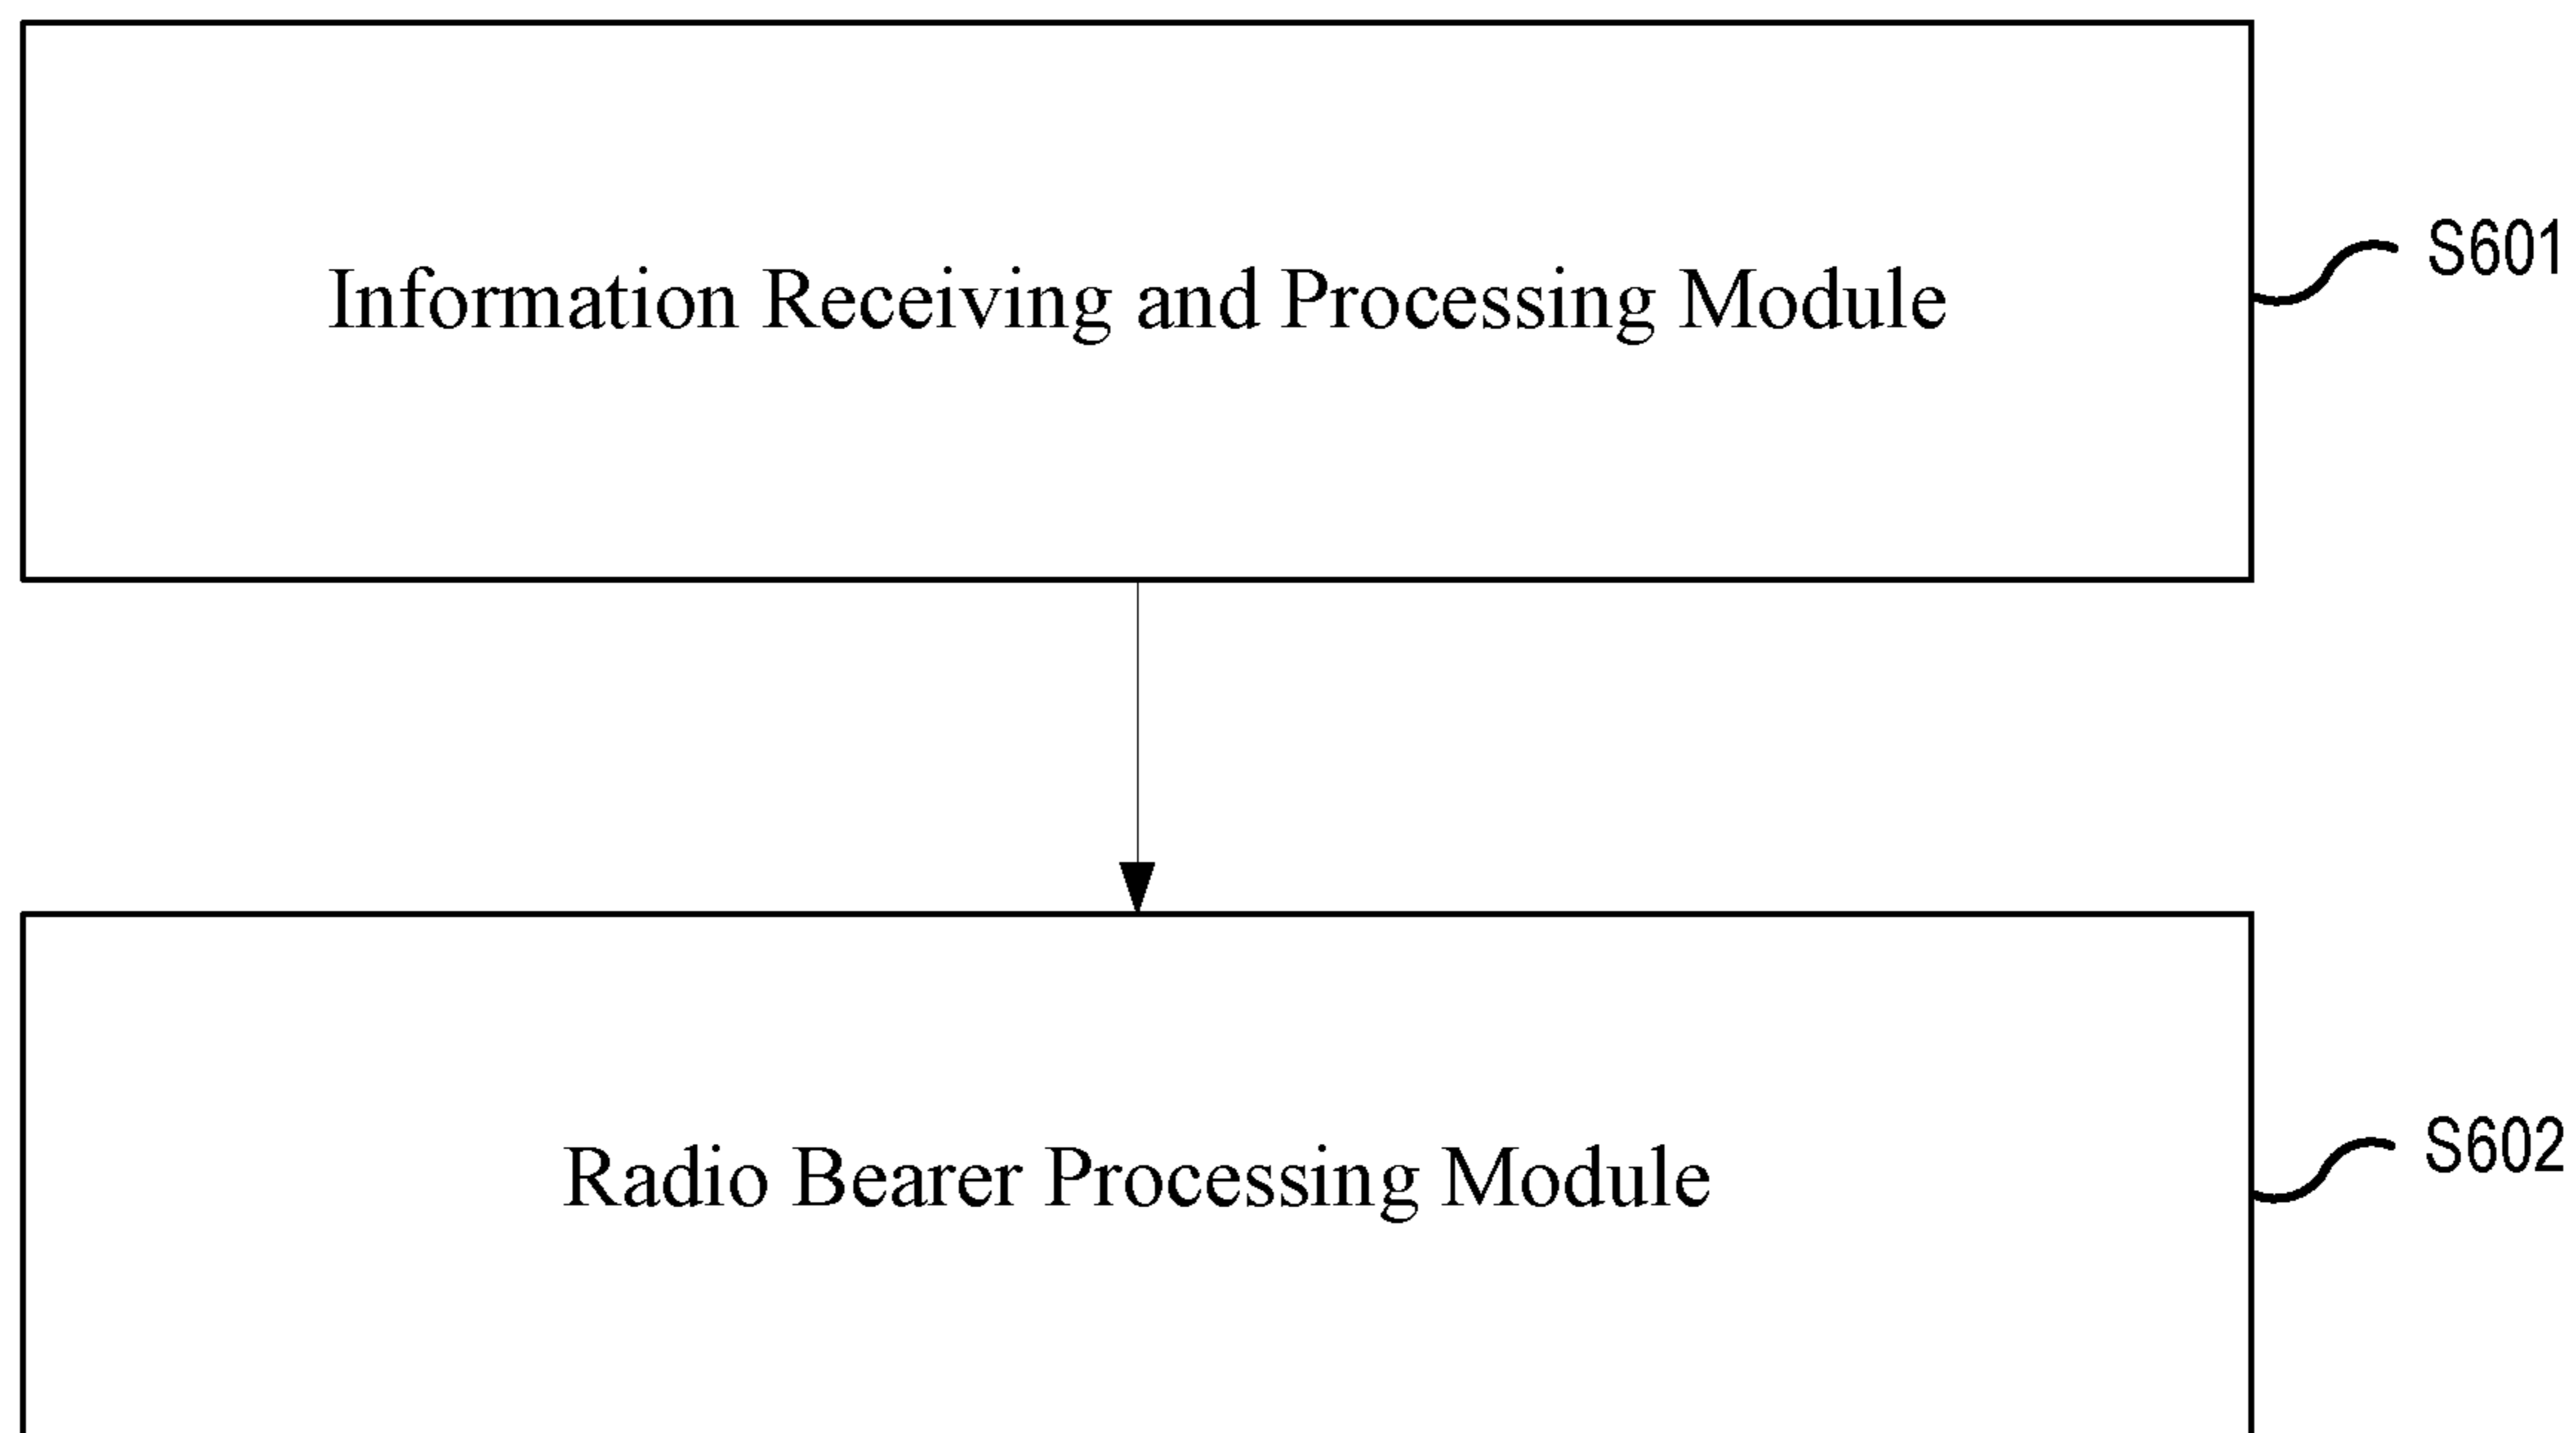 Information Receiving and Processing Module
S601
Radio Bearer Processing Module
S602